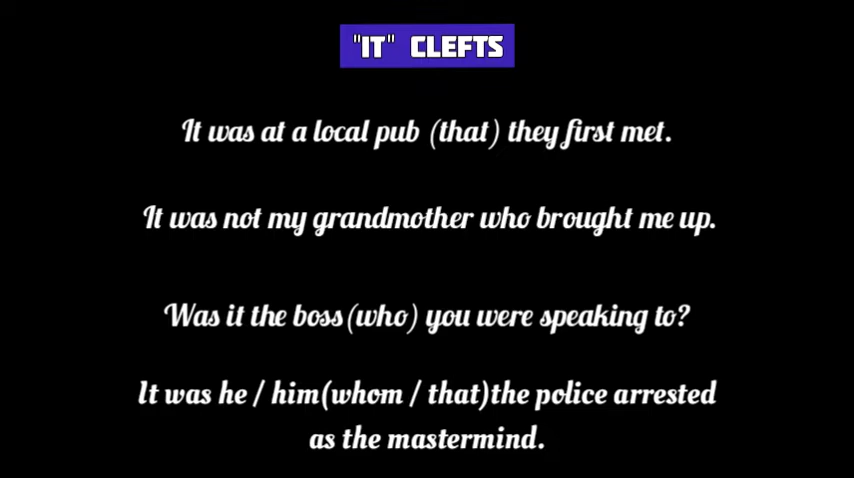 "IT" CLEFTS
It was at a local pub (that) they first met.
It was not my grandmother who brought me up.
Was it the boss(who) you were speaking to?
It was he / him(whom / that)the police arrested
as the mastermind.